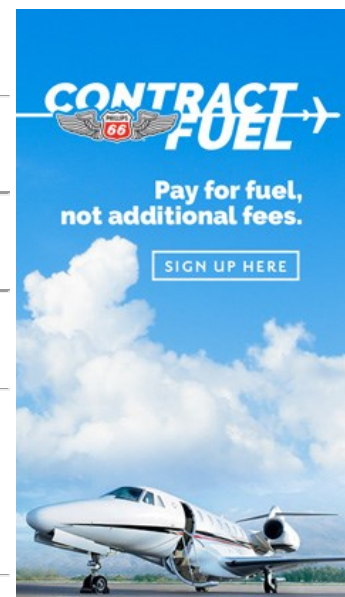 CONTRACT
PHILLIPS
66
FUEL
Pay for fuel,
not additional fees.
SIGN UP HERE